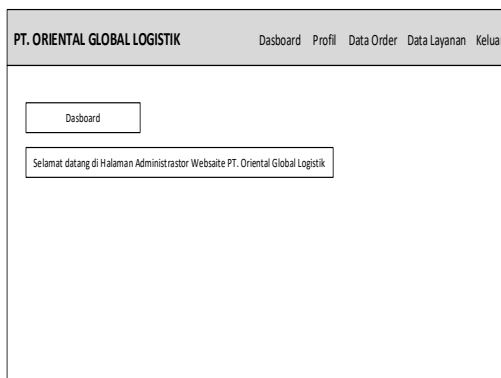 PT. ORIENTAL GLOBAL LOGISTIK Dasboard Profil Data Order Data Layanan Keluar
Dasboard
Selamat datang di Halaman Administrastor Websaite PT. Oriental Global Logistik